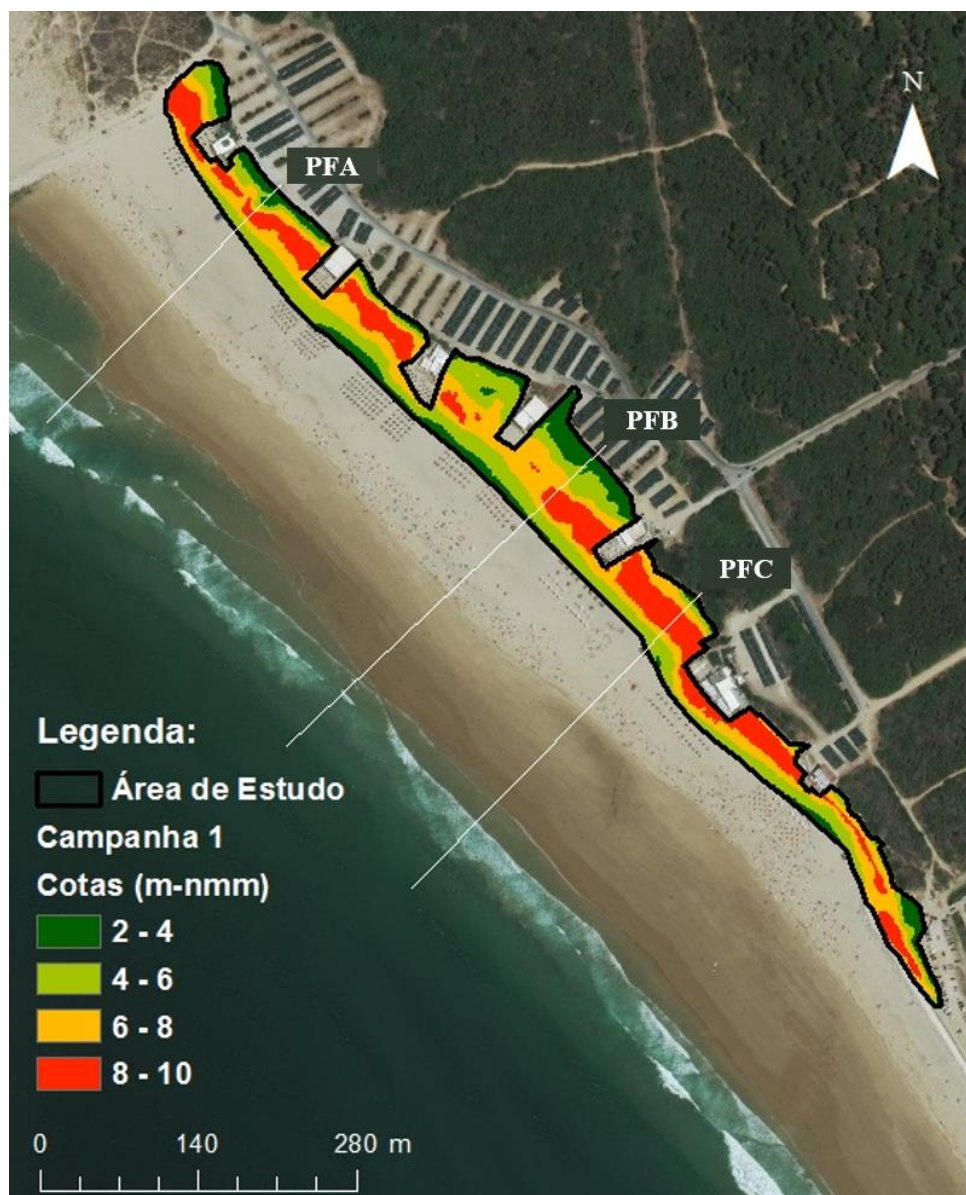 N
PFA
PFB
PFC
Legenda:
Área de Estudo
Campanha 1
Cotas (m-nmm)
2 - 4
4 - 6
6 - 8
8 - 10
0 140 280 m